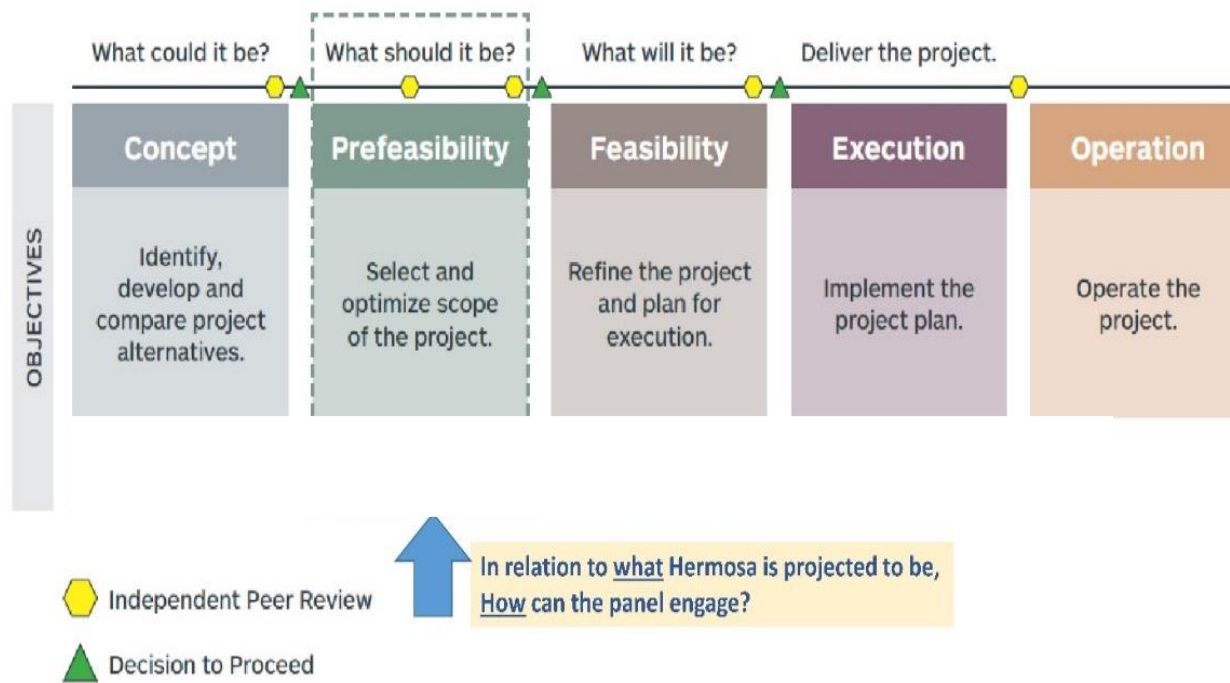 What could it be?
What should it be?
What will it be?
Deliver the project.
OBJECTIVES
Concept
Prefeasibility
Feasibility
Execution
Operation
Identify,
develop and
compare project
alternatives.
Select and
optimize scope
of the project.
Refine the project
and plan for
execution.
Implement the
project plan.
Operate the
project.
In relation to what Hermosa is projected to be,
How can the panel engage?
Independent Peer Review
Decision to Proceed